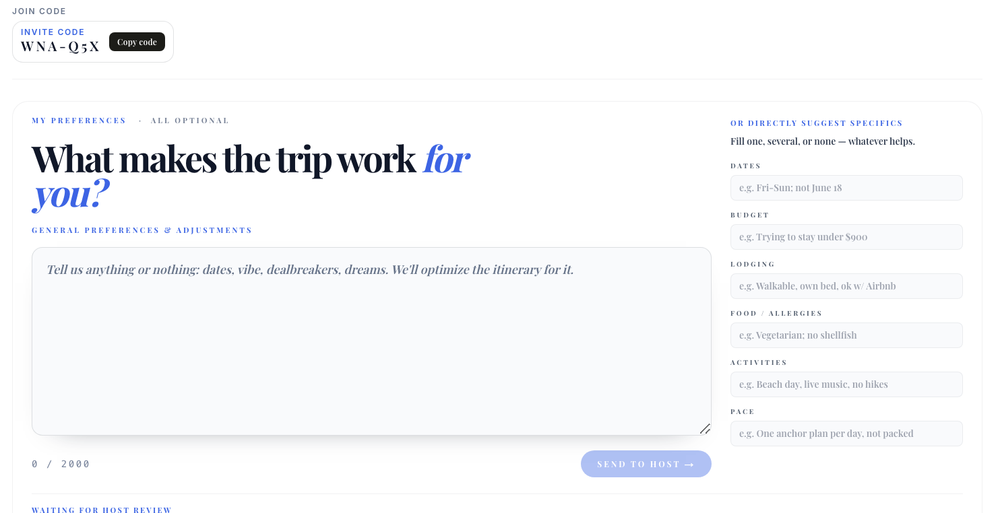 JOIN CODE
INVITE CODE
WNA-Q5X
Copy code
MY PREFERENCES · ALL OPTIONAL
What makes the trip work for
you?
GENERAL PREFERENCES & ADJUSTMENTS
Tell us anything or nothing: dates, vibe, dealbreakers, dreams. We'll optimize the itinerary for it.
0 / 2000
SEND TO HOST →
OR DIRECTLY SUGGEST SPECIFICS
Fill one, several, or none — whatever helps.
DATES
e.g. Fri-Sun; not June 18
BUDGET
e.g. Trying to stay under $900
LODGING
e.g. Walkable, own bed, ok w/ Airbnb
FOOD / ALLERGIES
e.g. Vegetarian; no shellfish
ACTIVITIES
e.g. Beach day, live music, no hikes
PACE
e.g. One anchor plan per day, not packed
WAITING FOR HOST REVIEW